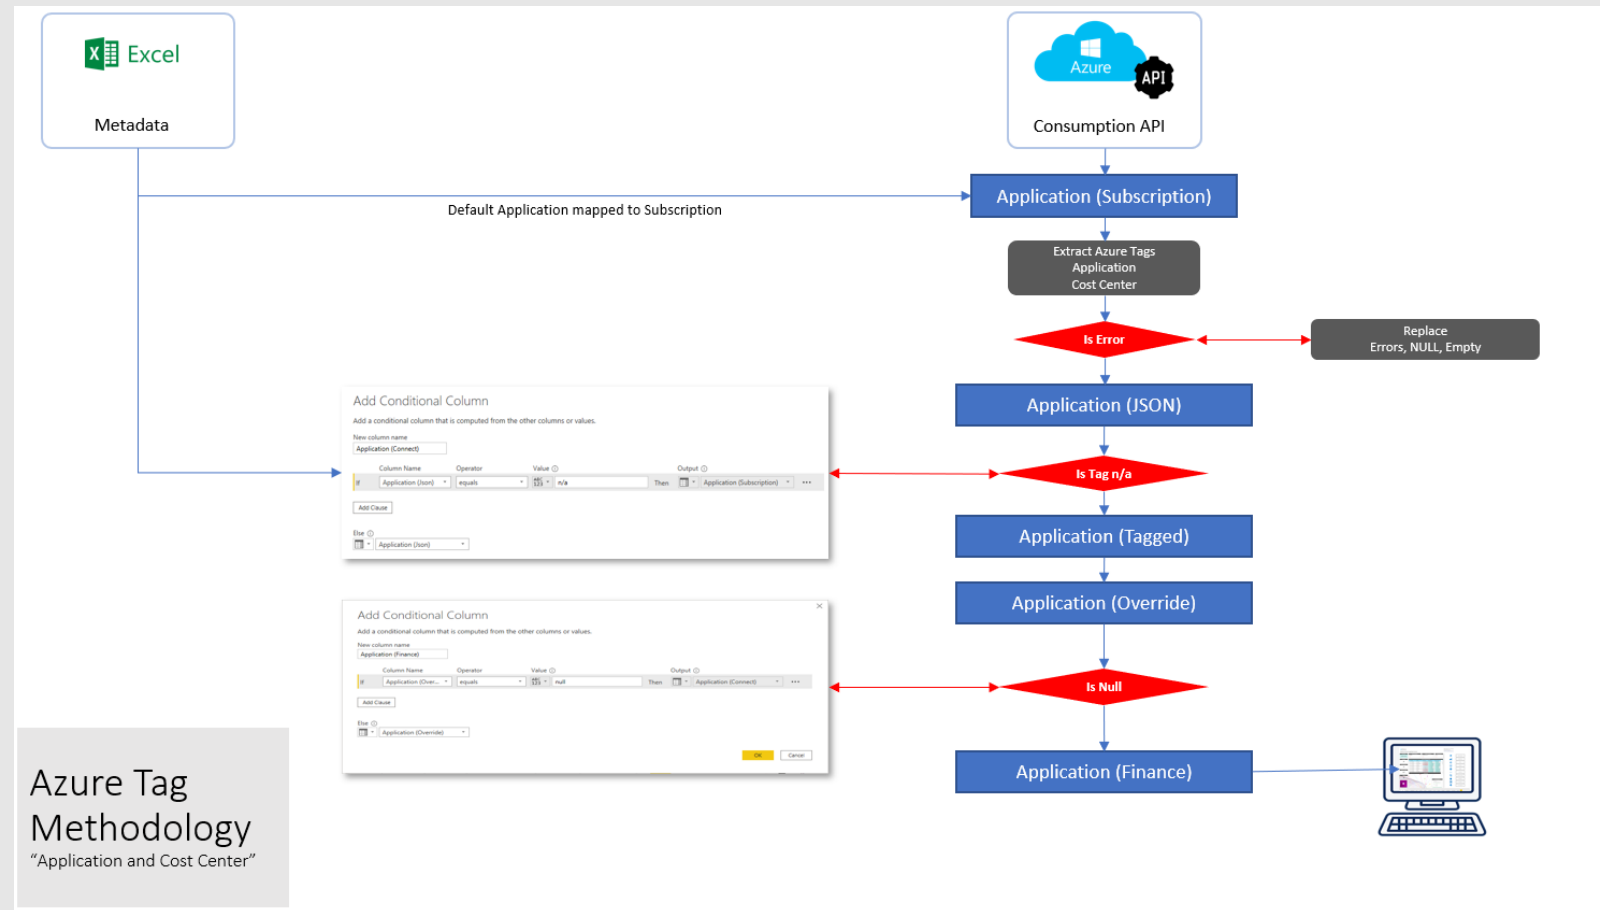 Excel
Metadata
Azure
API
Consumption API
Application (Subscription)
Default Application mapped to Subscription
Extract Azure Tags
Application
Cost Center
Is Error
Replace
Errors, NULL, Empty
Application (JSON)
Add Conditional Column
Add a conditional column that is computed from the other columns or values.
New column name
Application (Connect)
Column Name Operator Value Output
If Application (Json) equals n/a Then Application (Subscription) ...
Add Clause
Else
Application (Json)
Is Tag n/a
Application (Tagged)
Application (Override)
Add Conditional Column
Add a conditional column that is computed from the other columns or values.
New column name
Application (Finance)
Column Name Operator Value Output
If Application (Over... equals null Then Application (Connect) ...
Add Clause
Else
Application (Override)
OK Cancel
Is Null
Application (Finance)
Azure Tag
Methodology
“Application and Cost Center”